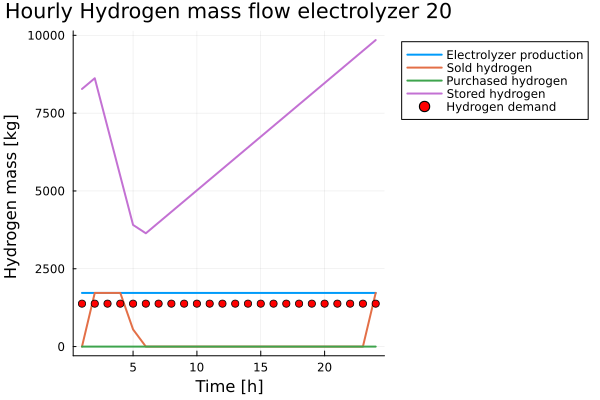 Hourly Hydrogen mass flow electrolyzer 20
Electrolyzer production
Sold hydrogen
Purchased hydrogen
Stored hydrogen
Hydrogen demand
Hydrogen mass [kg]
10000
7500
5000
2500
0
5
10
15
20
Time [h]